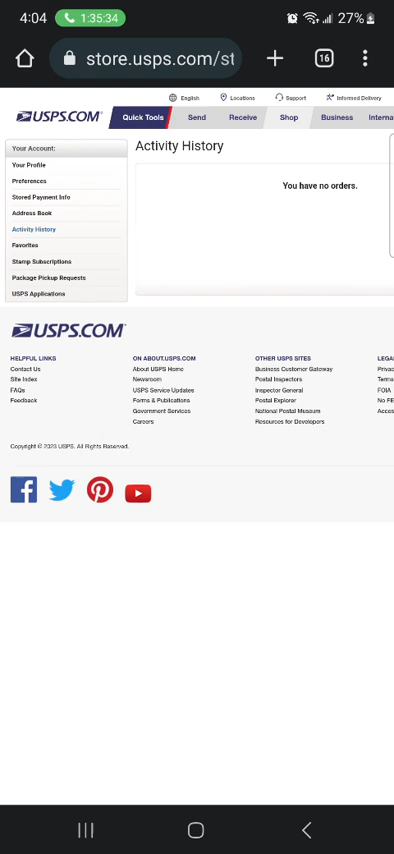 4:04 1:35:34 27%
store.usps.com/st 16
English Locations Support Informed Delivery
USPS.COM Quick Tools Send Receive Shop Business Interna
Your Account: Activity History
Your Profile
Preferences
You have no orders.
Stored Payment Info
Address Book
Activity History
Favorites
Stamp Subscriptions
Package Pickup Requests
USPS Applications
USPS.COM
HELPFUL LINKS ON ABOUT.USPS.COM OTHER USPS SITES LEGA
Contact Us About USPS Home Business Customer Gateway Privac
Site Index Newsroom Postal Inspectors Terms
FAQs USPS Service Updates Inspector General FOIA
Feedback Forms & Publications Postal Explorer No FE
Government Services National Postal Museum Acces
Careers Resources for Developers
Copyright © 2023 USPS. All Rights Reserved.